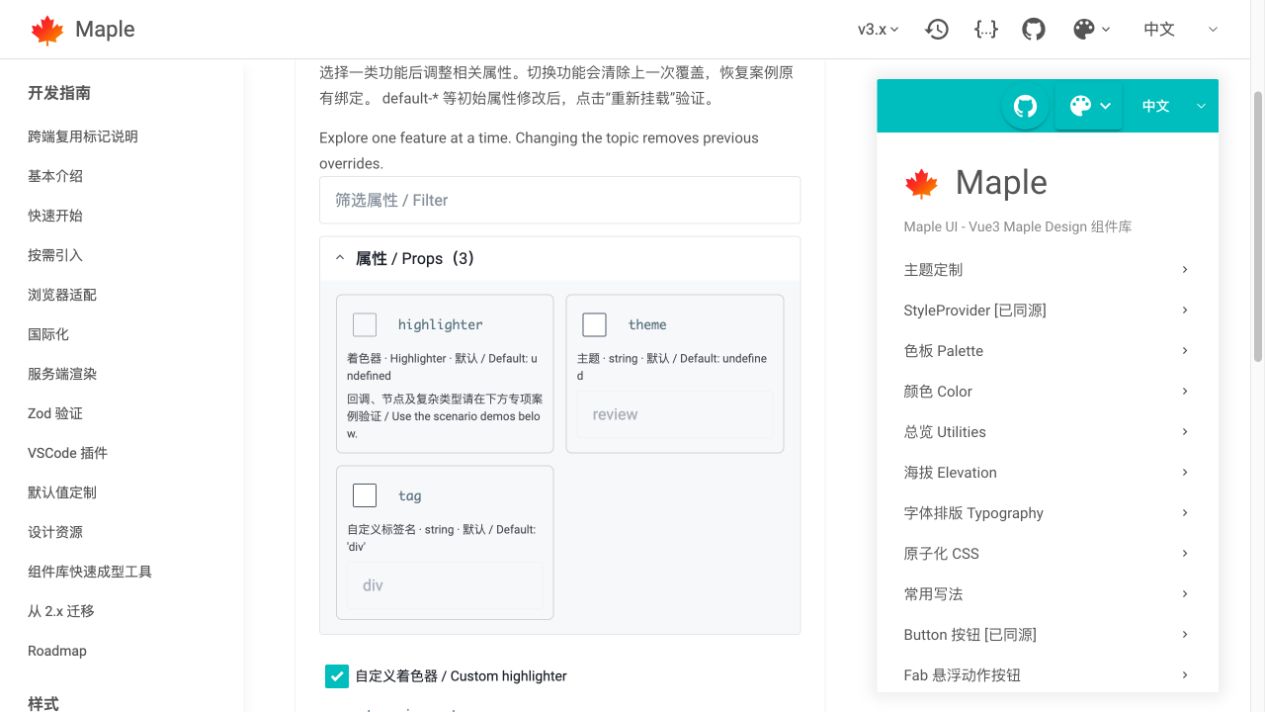 Maple
v3.x
{...}
中文
开发指南
跨端复用标记说明
基本介绍
快速开始
按需引入
浏览器适配
国际化
服务端渲染
Zod 验证
VSCode 插件
默认值定制
设计资源
组件库快速成型工具
从 2.x 迁移
Roadmap
样式
选择一类功能后调整相关属性。切换功能会清除上一次覆盖，恢复案例原
有绑定。 default-* 等初始属性修改后，点击“重新挂载”验证。
Explore one feature at a time. Changing the topic removes previous
overrides.
筛选属性 / Filter
属性 / Props（3）
highlighter
着色器 · Highlighter · 默认 / Default: u
ndefined
回调、节点及复杂类型请在下方专项案
例验证 / Use the scenario demos belo
w.
theme
主题 · string · 默认 / Default: undefine
d
review
tag
自定义标签名 · string · 默认 / Default:
'div'
div
自定义着色器 / Custom highlighter
中文
Maple
Maple UI - Vue3 Maple Design 组件库
主题定制
StyleProvider [已同源]
色板 Palette
颜色 Color
总览 Utilities
海拔 Elevation
字体排版 Typography
原子化 CSS
常用写法
Button 按钮 [已同源]
Fab 悬浮动作按钮